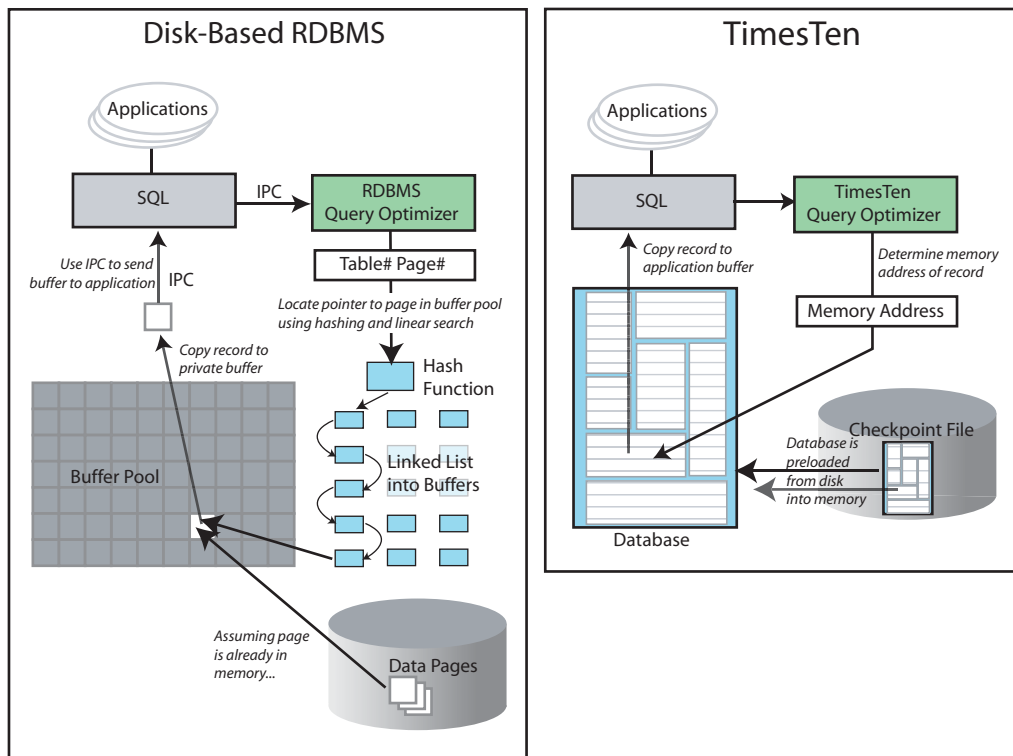 Disk-Based RDBMS
Applications
SQL
IPC
RDBMS
Query Optimizer
Table# Page#
Use IPC to send
buffer to application
IPC
Locate pointer to page in buffer pool
using hashing and linear search
Copy record to
private buffer
Hash
Function
Buffer Pool
Linked List
into Buffers
Assuming page
is already in
memory...
Data Pages
TimesTen
Applications
SQL
TimesTen
Query Optimizer
Copy record to
application buffer
Determine memory
address of record
Memory Address
Checkpoint File
Database is
preloaded
from disk
into memory
Database